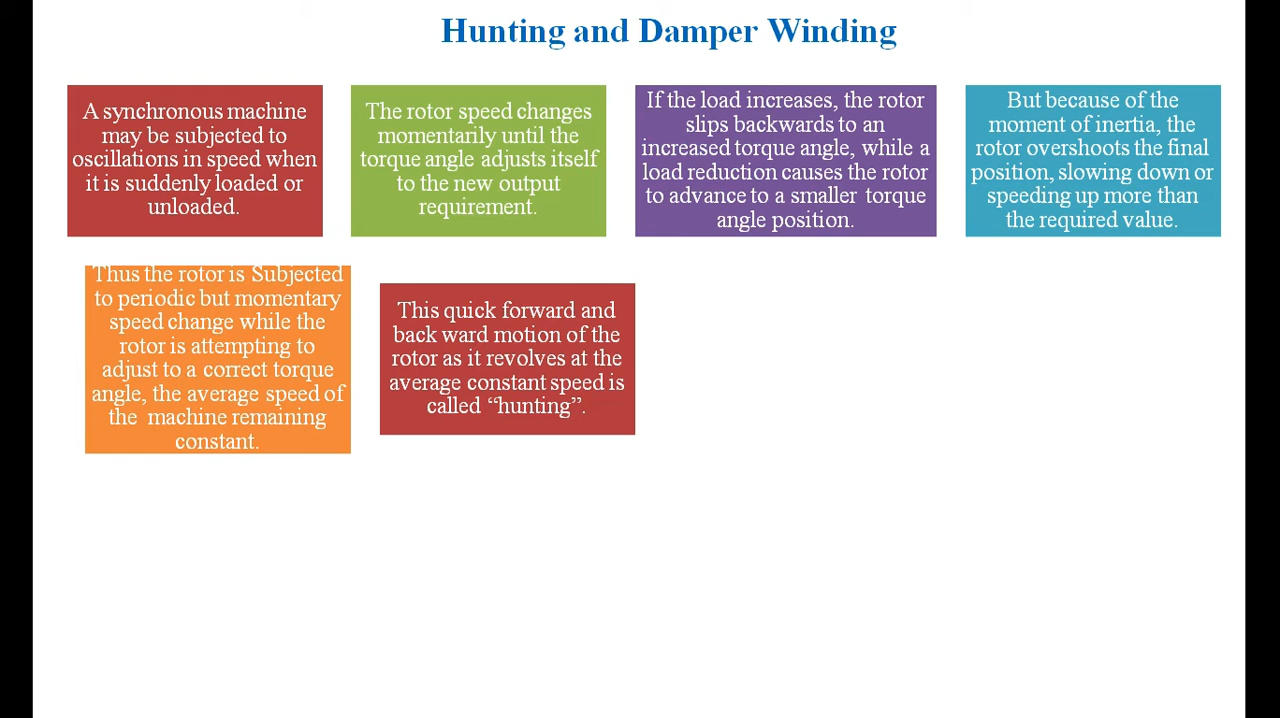 Hunting and Damper Winding
A synchronous machine
may be subjected to
oscillations in speed when
it is suddenly loaded or
unloaded.
The rotor speed changes
momentarily until the
torque angle adjusts itself
to the new output
requirement.
If the load increases, the rotor
slips backwards to an
increased torque angle, while a
load reduction causes the rotor
to advance to a smaller torque
angle position.
But because of the
moment of inertia, the
rotor overshoots the final
position, slowing down or
speeding up more than
the required value.
Thus the rotor is Subjected
to periodic but momentary
speed change while the
rotor is attempting to
adjust to a correct torque
angle, the average speed of
the machine remaining
constant.
This quick forward and
back ward motion of the
rotor as it revolves at the
average constant speed is
called “hunting”.